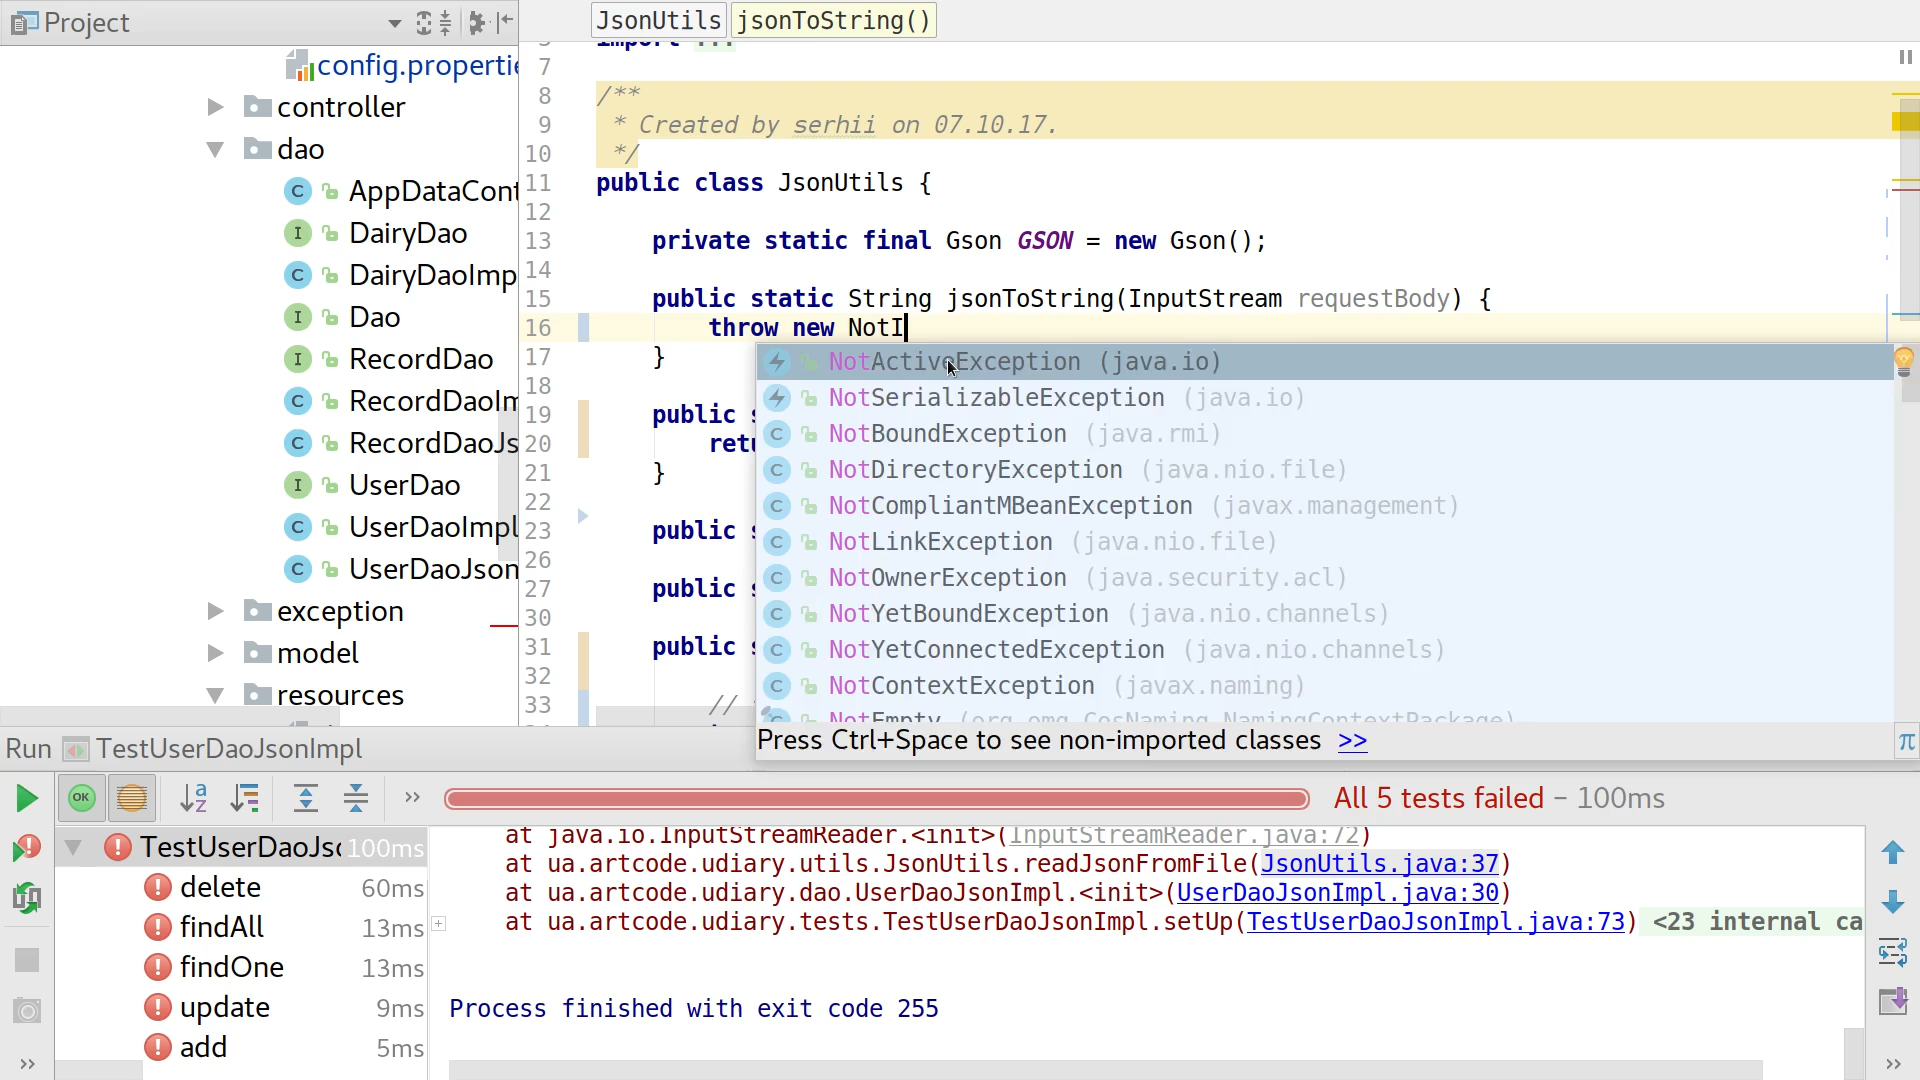 Project
config.propertie
controller
dao
AppDataCont
DairyDao
DairyDaoImp
Dao
RecordDao
RecordDaoIm
RecordDaoJs
UserDao
UserDaoImpl
UserDaoJson
exception
model
resources
JsonUtils jsonToString()
import ...
7
8 /**
9 * Created by serhii on 07.10.17.
10 */
11 public class JsonUtils {
12
13 private static final Gson GSON = new Gson();
14
15 public static String jsonToString(InputStream requestBody) {
16 throw new NotI
17 }
18
19 public s
20 retu
21 }
22
23 public s
26
27 public s
30
31 public s
32
33 //
NotActiveException (java.io)
NotSerializableException (java.io)
NotBoundException (java.rmi)
NotDirectoryException (java.nio.file)
NotCompliantMBeanException (javax.management)
NotLinkException (java.nio.file)
NotOwnerException (java.security.acl)
NotYetBoundException (java.nio.channels)
NotYetConnectedException (java.nio.channels)
NotContextException (javax.naming)
NotEmpty (org.omg.CosNaming.NamingContextPackage)
Press Ctrl+Space to see non-imported classes >>
π
Run TestUserDaoJsonImpl
OK
All 5 tests failed – 100ms
TestUserDaoJsc 100ms
delete 60ms
findAll 13ms
findOne 13ms
update 9ms
add 5ms
at java.io.InputStreamReader.<init>(InputStreamReader.java:72)
at ua.artcode.udiary.utils.JsonUtils.readJsonFromFile(JsonUtils.java:37)
at ua.artcode.udiary.dao.UserDaoJsonImpl.<init>(UserDaoJsonImpl.java:30)
at ua.artcode.udiary.tests.TestUserDaoJsonImpl.setUp(TestUserDaoJsonImpl.java:73) <23 internal ca
Process finished with exit code 255